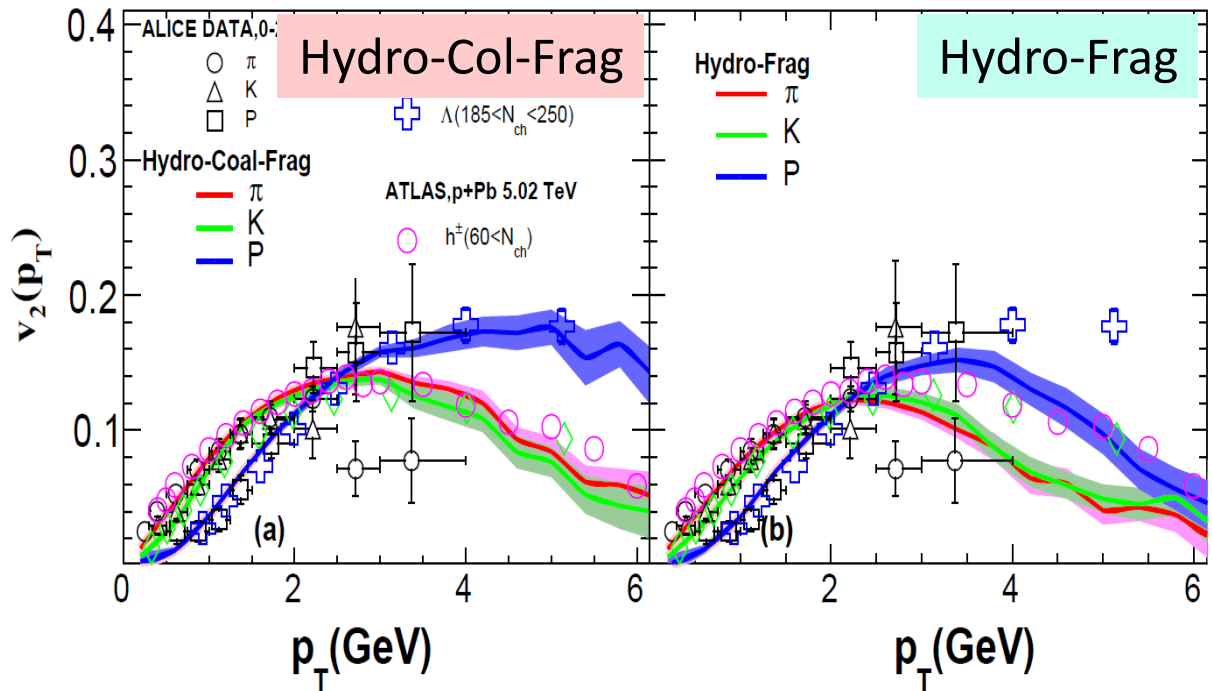 Hydro-Col-Frag
Hydro-Frag
ALICE DATA,0-2
π
K
P
Λ(185<N_ch<250)
Hydro-Coal-Frag
π
K
P
ATLAS,p+Pb 5.02 TeV
h±(60<N_ch)
Hydro-Frag
π
K
P
v₂(p_T)
0.4
0.3
0.2
0.1
(a)
(b)
0
2
4
6
2
4
6
p_T(GeV)
p_T(GeV)